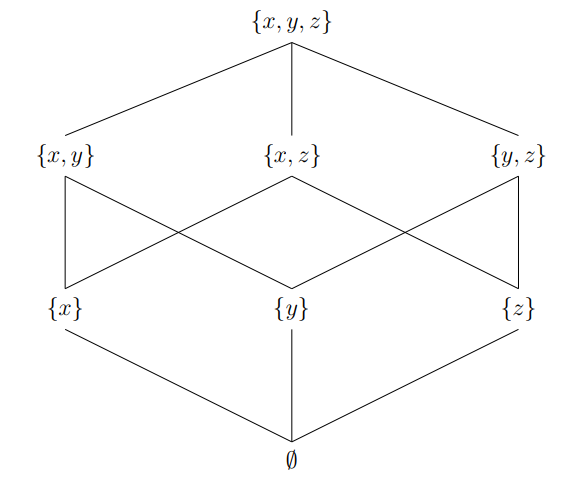 {x, y, z}
{x, y} {x, z} {y, z}
{x} {y} {z}
∅